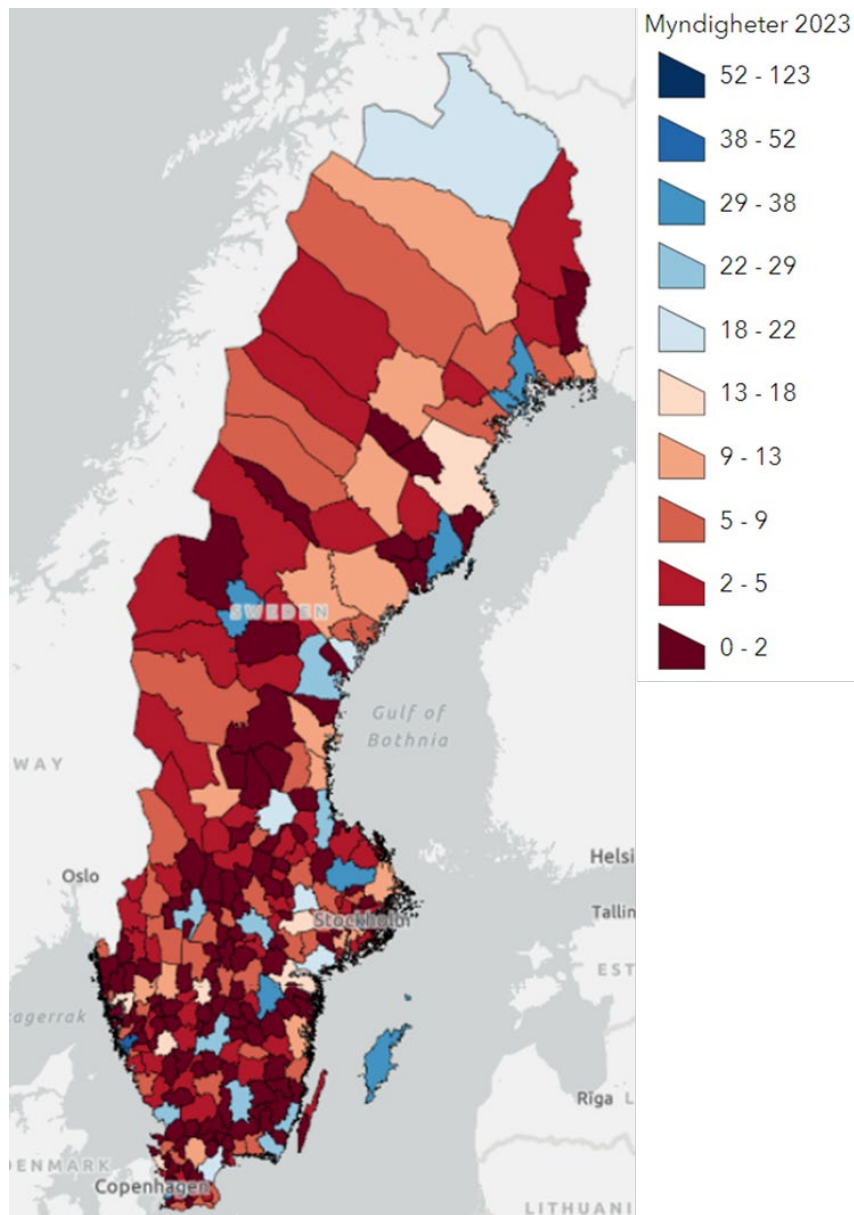 Myndigheter 2023
52 - 123
38 - 52
29 - 38
22 - 29
18 - 22
13 - 18
9 - 13
5 - 9
2 - 5
0 - 2
SWEDEN
Gulf of
Bothnia
WAY
Helsi
Oslo
Stockholm
Tallin
EST
kagerrak
Rīga L
DENMARK
Copenhagen
LITHUANI